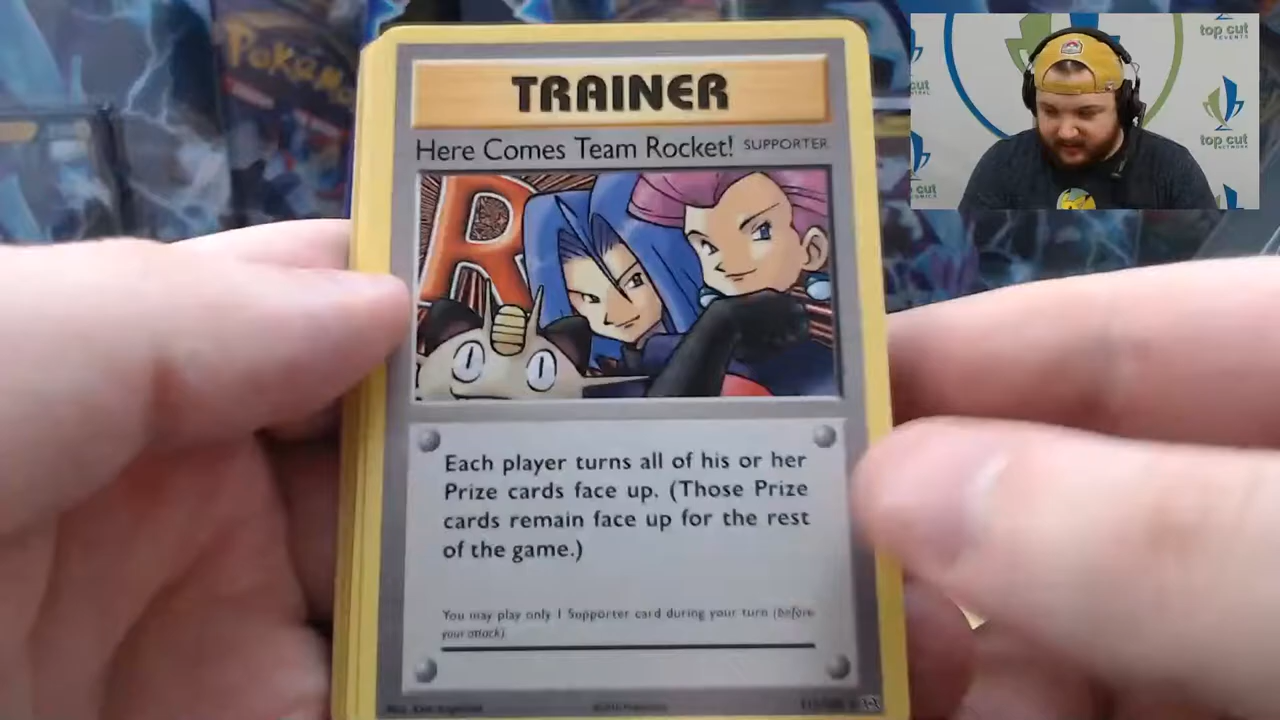 POKéMON
top cut
EVENTS
TRAINER
Here Comes Team Rocket! SUPPORTER
R
Each player turns all of his or her
Prize cards face up. (Those Prize
cards remain face up for the rest
of the game.)
You may play only 1 Supporter card during your turn (before
your attack)
top cut